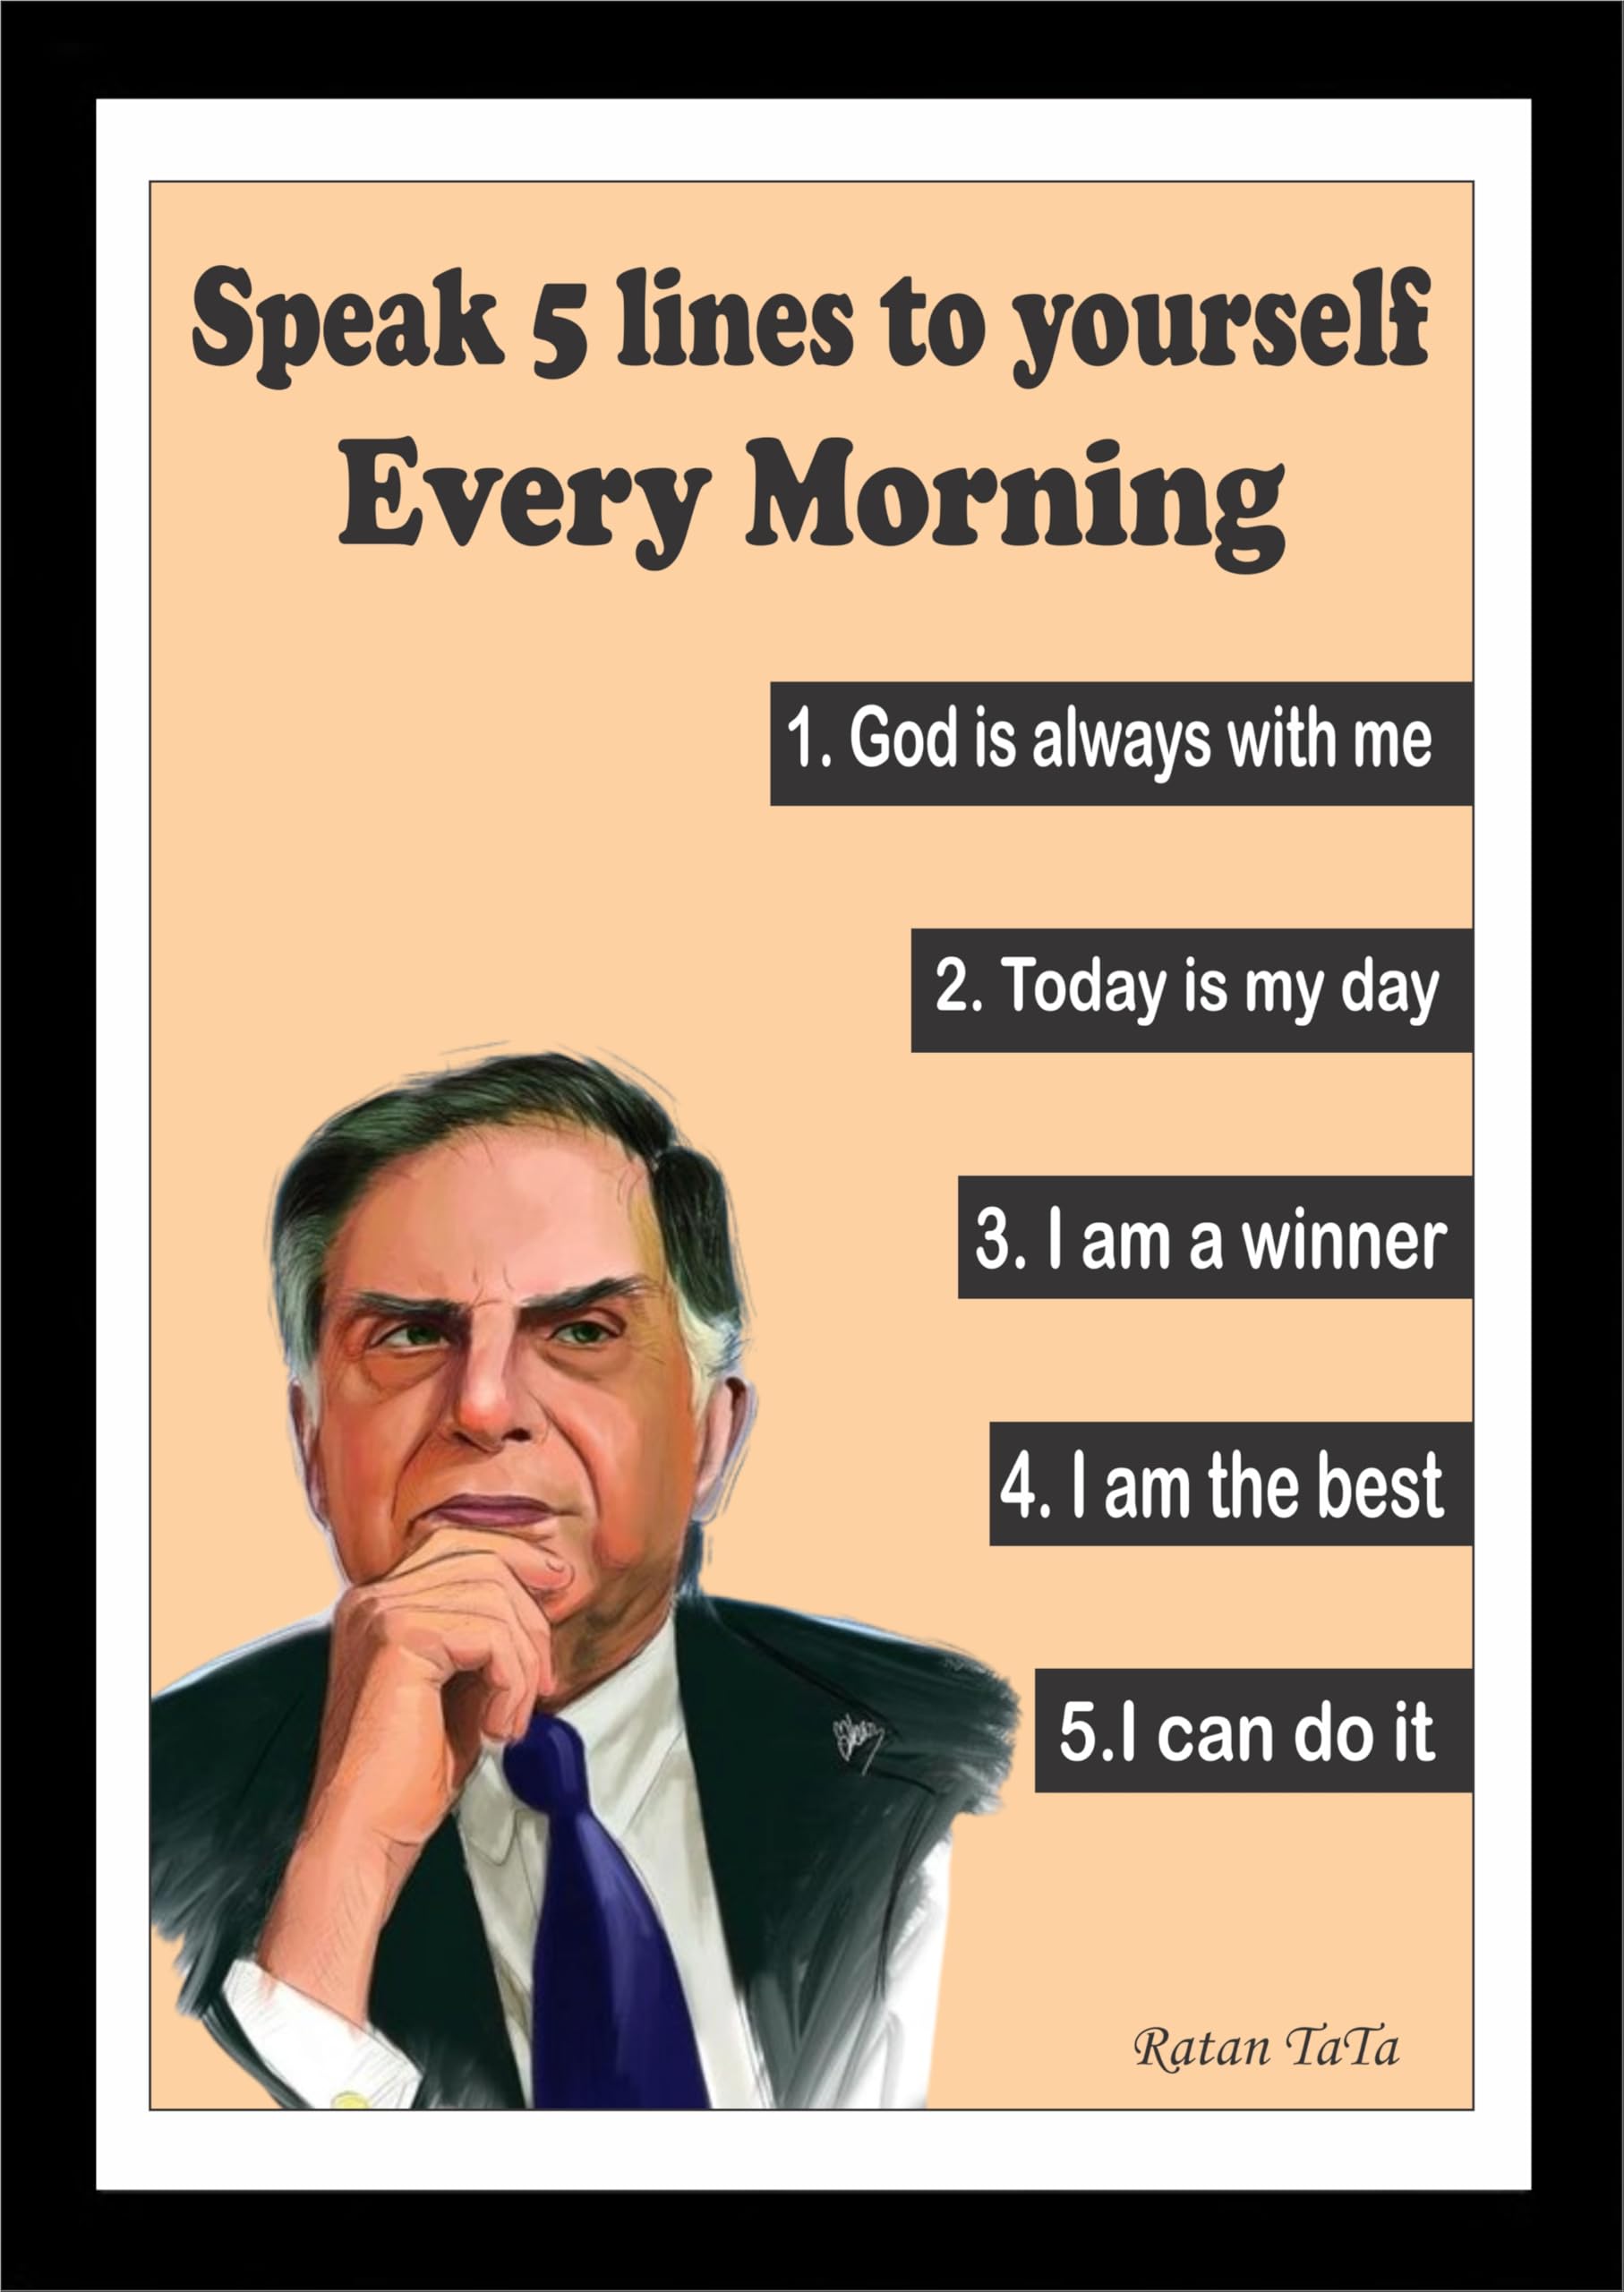 Speak 5 lines to yourself
Every Morning
1. God is always with me
2. Today is my day
3. I am a winner
4. I am the best
5.I can do it
Ratan TaTa